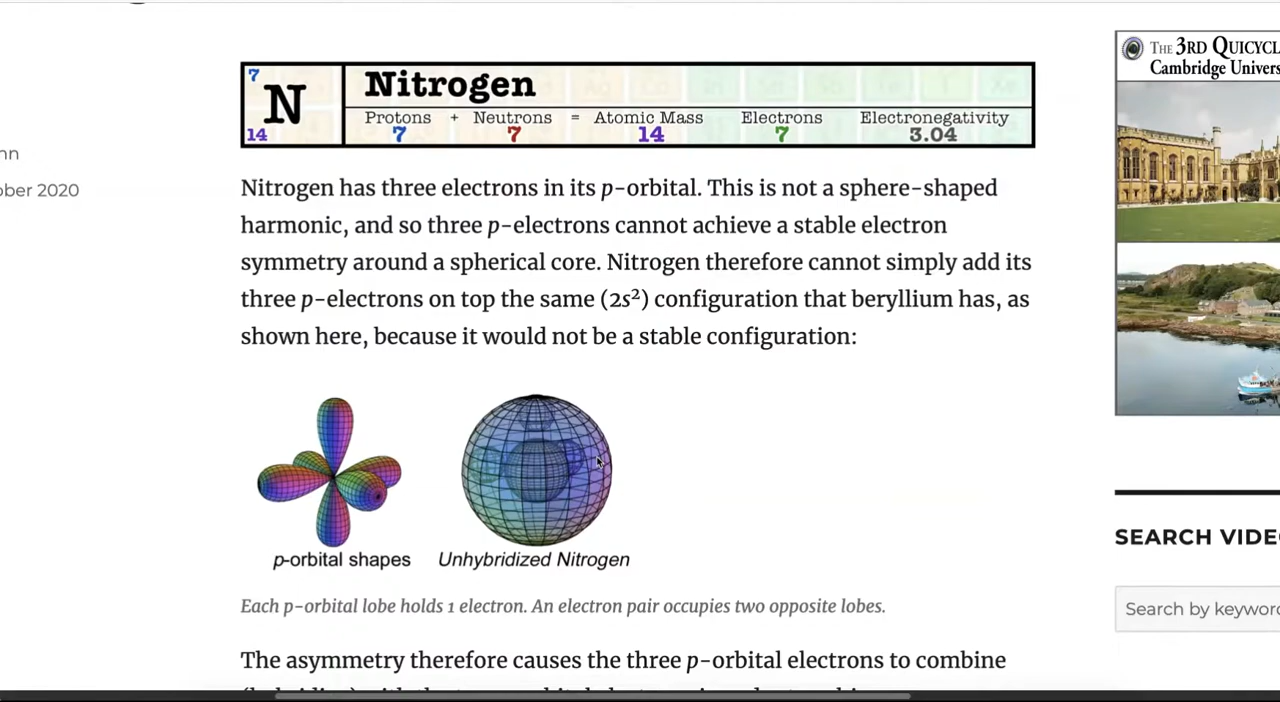 7
N
14
Nitrogen
Protons + Neutrons = Atomic Mass Electrons Electronegativity
7 7 14 7 3.04
Nitrogen has three electrons in its p-orbital. This is not a sphere-shaped
harmonic, and so three p-electrons cannot achieve a stable electron
symmetry around a spherical core. Nitrogen therefore cannot simply add its
three p-electrons on top the same (2s²) configuration that beryllium has, as
shown here, because it would not be a stable configuration:
p-orbital shapes Unhybridized Nitrogen
Each p-orbital lobe holds 1 electron. An electron pair occupies two opposite lobes.
The asymmetry therefore causes the three p-orbital electrons to combine
nn
ober 2020
THE 3RD QUICYCL
Cambridge Univers
SEARCH VIDE
Search by keywor